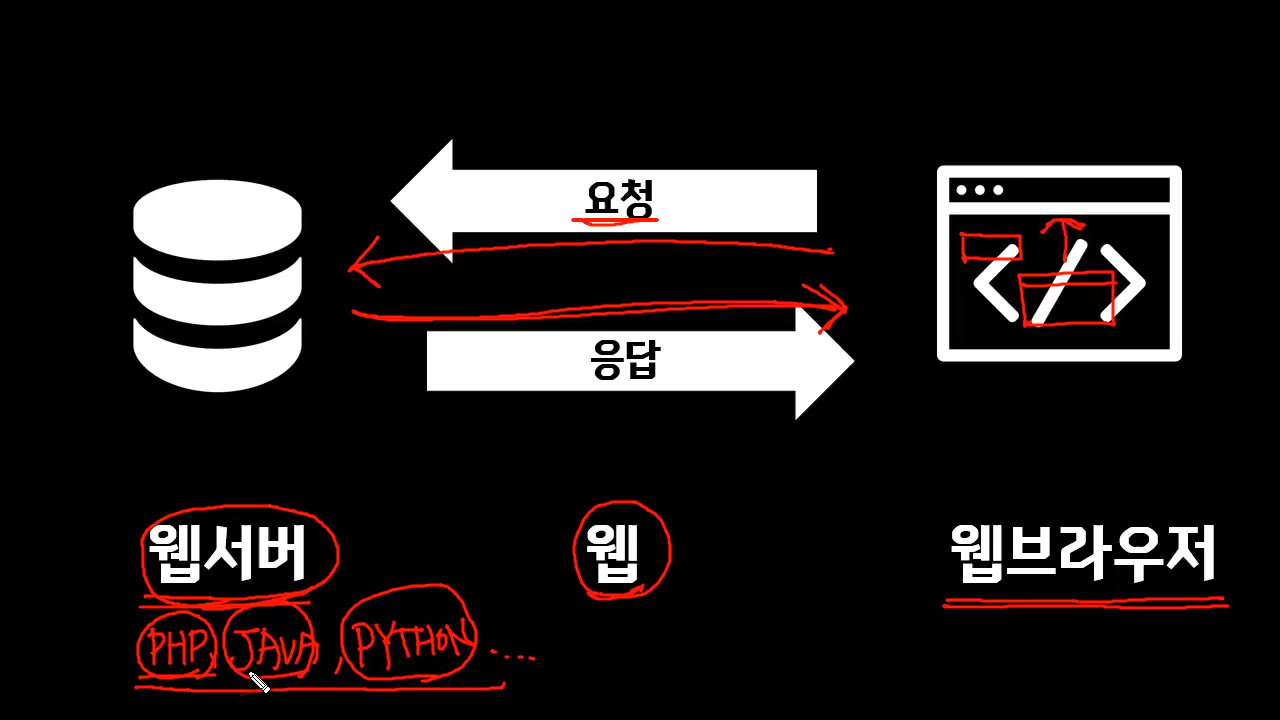 요청
응답
웹서버 웹 웹브라우저
PHP, JAVA, PYTHON ....